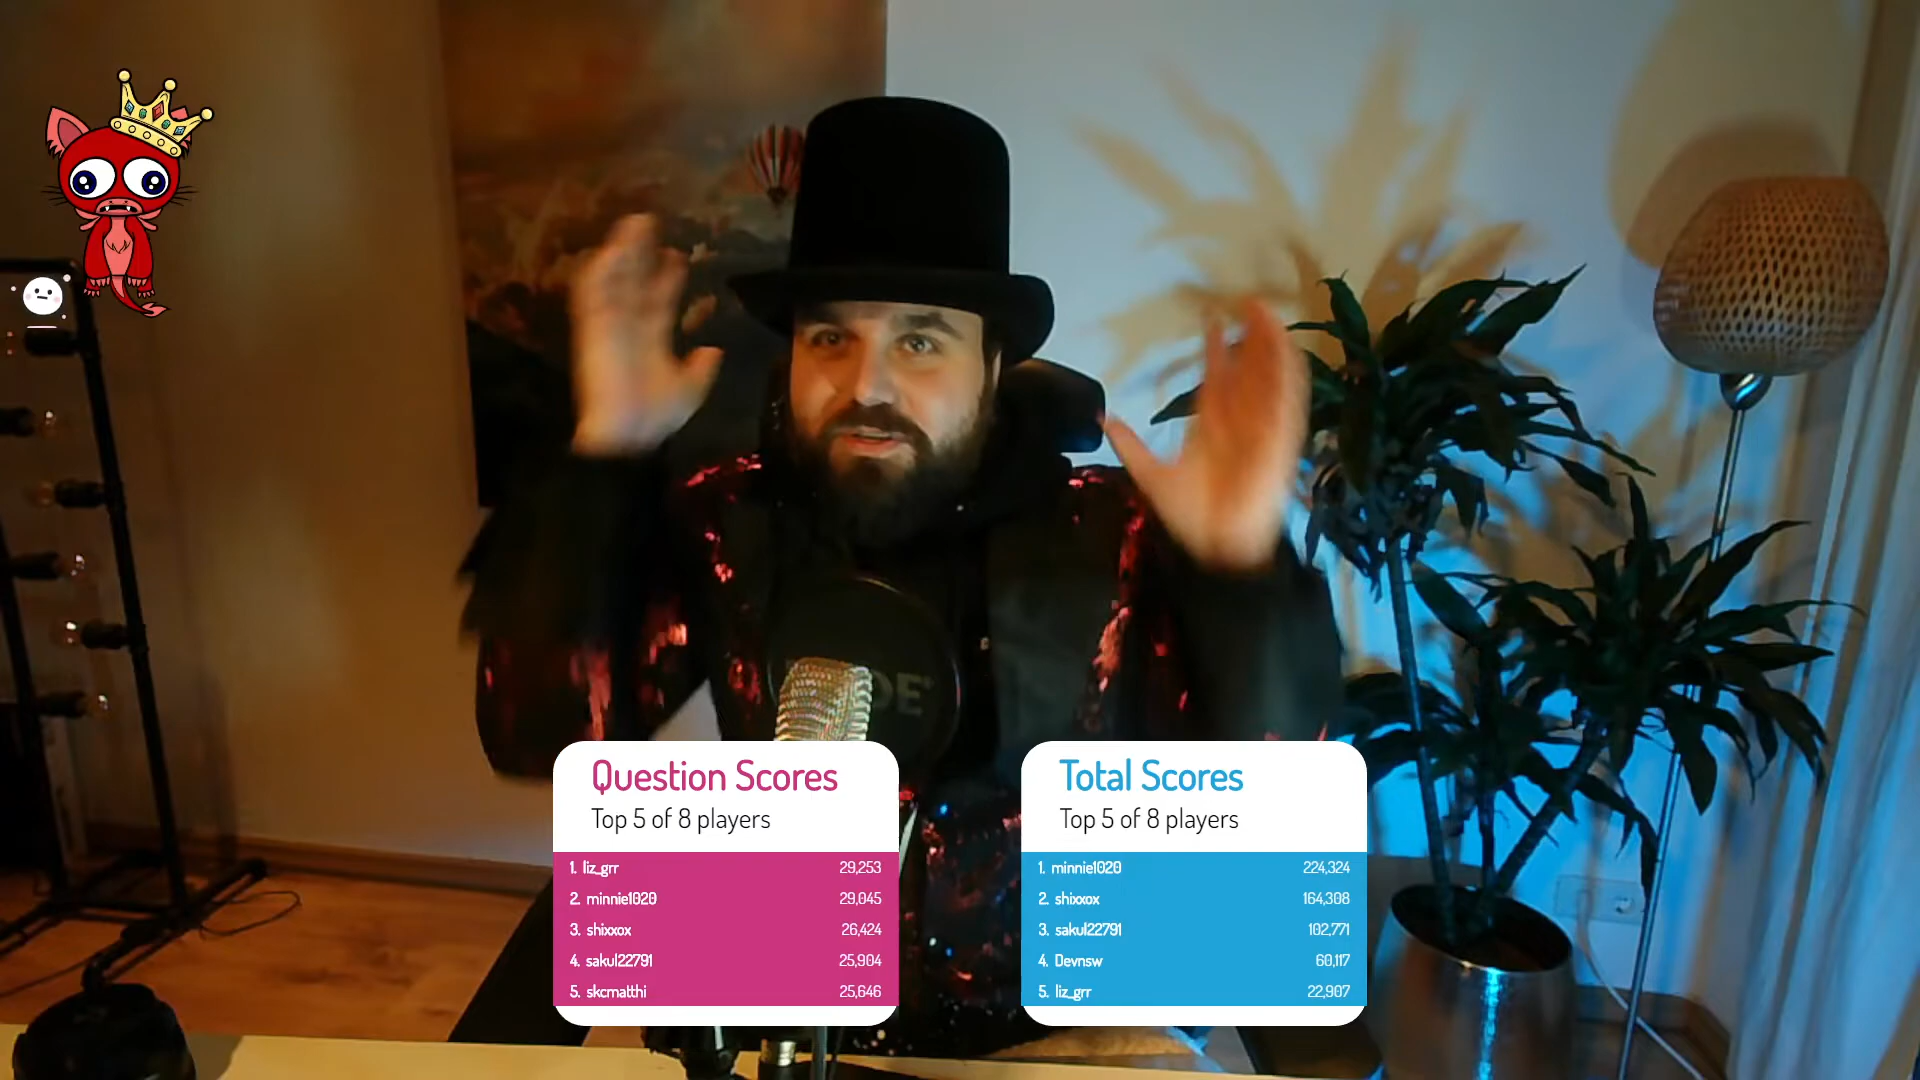 DE
Question Scores
Top 5 of 8 players
1. liz_grr 29,253
2. minnie1020 29,045
3. shixxox 26,424
4. sakul22791 25,904
5. skcmatthi 25,646
Total Scores
Top 5 of 8 players
1. minnie1020 224,324
2. shixxox 164,308
3. sakul22791 102,771
4. Devnsw 60,117
5. liz_grr 22,907